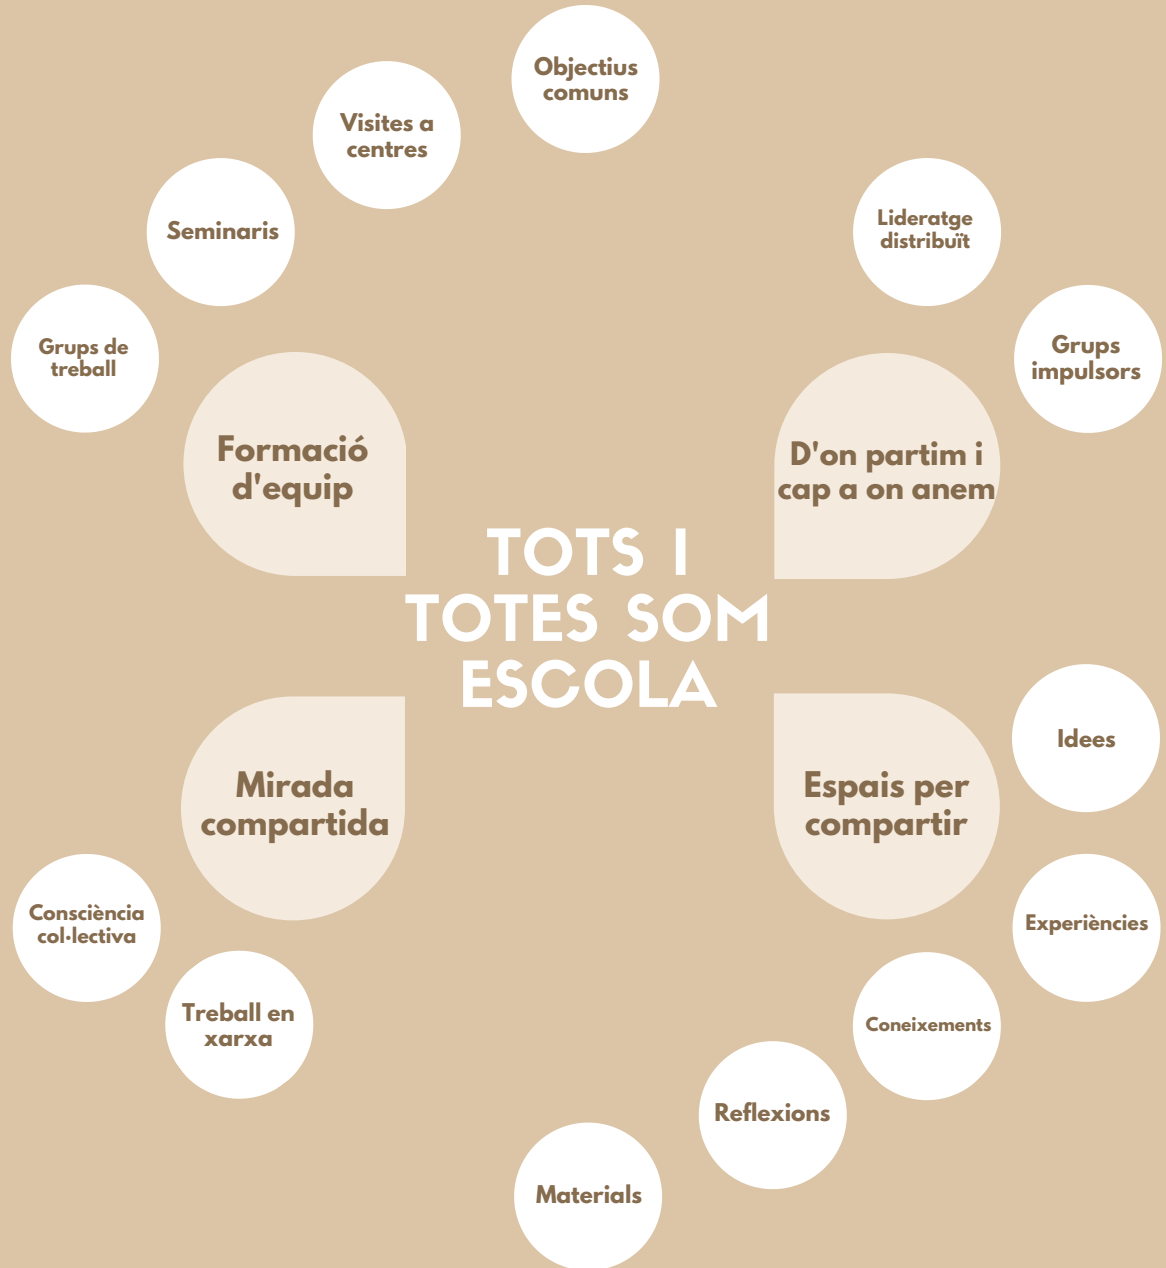 Objectius
comuns
Visites a
centres
Seminaris
Grups de
treball
Lideratge
distribuït
Grups
impulsors
Formació
d'equip
D'on partim i
cap a on anem
TOTS I
TOTES SOM
ESCOLA
Mirada
compartida
Espais per
compartir
Idees
Experiències
Coneixements
Reflexions
Materials
Consciència
col·lectiva
Treball en
xarxa